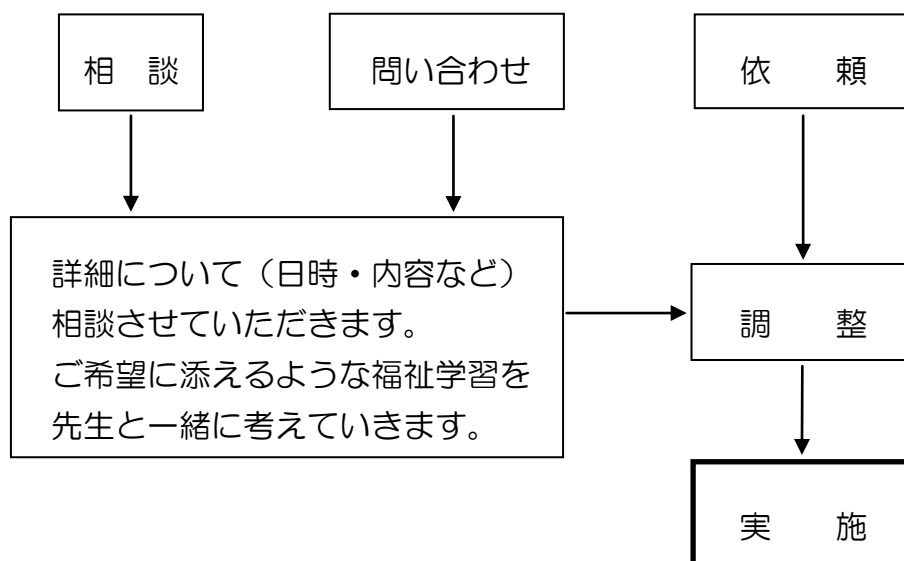 相　談
問い合わせ
依　　頼
詳細について（日時・内容など）
相談させていただきます。
ご希望に添えるような福祉学習を
先生と一緒に考えていきます。
調　　整
実　　施